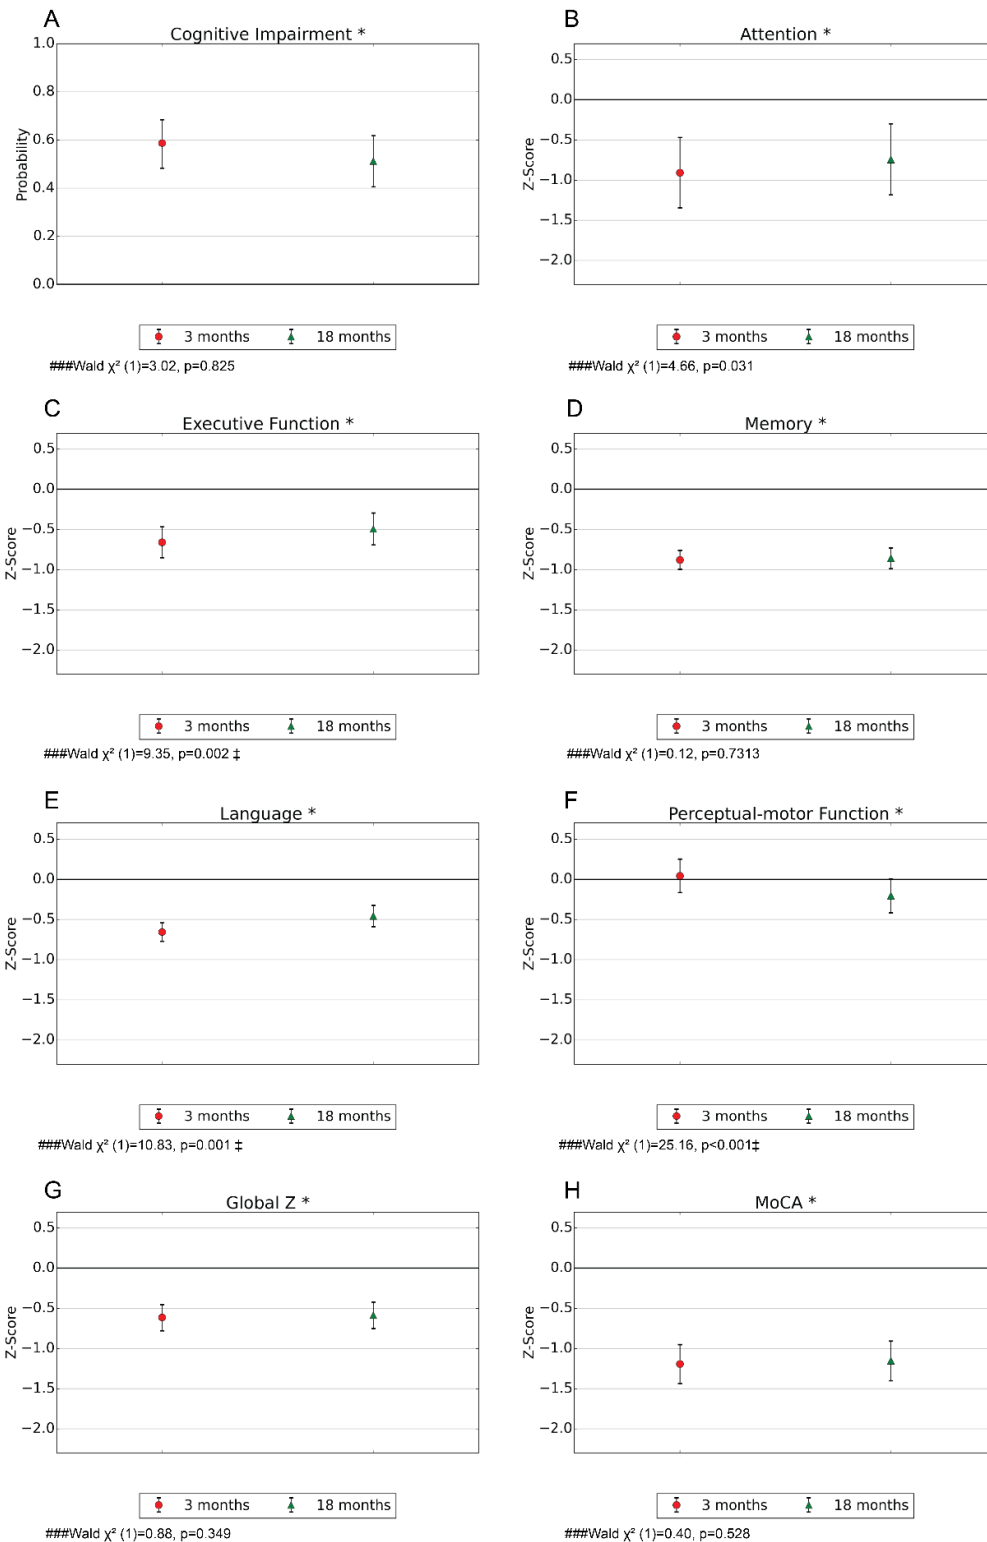 A
Cognitive Impairment *
1.0
0.8
0.6
0.4
0.2
0.0
Probability
3 months 18 months
###Wald χ² (1)=3.02, p=0.825
B
Attention *
0.5
0.0
−0.5
−1.0
−1.5
−2.0
Z-Score
3 months 18 months
###Wald χ² (1)=4.66, p=0.031
C
Executive Function *
0.5
0.0
−0.5
−1.0
−1.5
−2.0
Z-Score
3 months 18 months
###Wald χ² (1)=9.35, p=0.002 ‡
D
Memory *
0.5
0.0
−0.5
−1.0
−1.5
−2.0
Z-Score
3 months 18 months
###Wald χ² (1)=0.12, p=0.7313
E
Language *
0.5
0.0
−0.5
−1.0
−1.5
−2.0
Z-Score
3 months 18 months
###Wald χ² (1)=10.83, p=0.001 ‡
F
Perceptual-motor Function *
0.5
0.0
−0.5
−1.0
−1.5
−2.0
Z-Score
3 months 18 months
###Wald χ² (1)=25.16, p<0.001‡
G
Global Z *
0.5
0.0
−0.5
−1.0
−1.5
−2.0
Z-Score
3 months 18 months
###Wald χ² (1)=0.88, p=0.349
H
MoCA *
0.5
0.0
−0.5
−1.0
−1.5
−2.0
Z-Score
3 months 18 months
###Wald χ² (1)=0.40, p=0.528